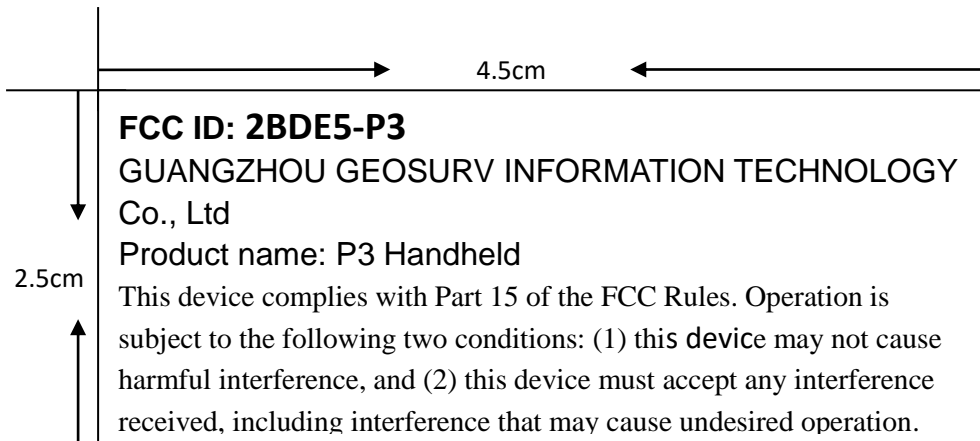 4.5cm
FCC ID: 2BDE5-P3
GUANGZHOU GEOSURV INFORMATION TECHNOLOGY
Co., Ltd
Product name: P3 Handheld
2.5cm
This device complies with Part 15 of the FCC Rules. Operation is
subject to the following two conditions: (1) this device may not cause
harmful interference, and (2) this device must accept any interference
received, including interference that may cause undesired operation.